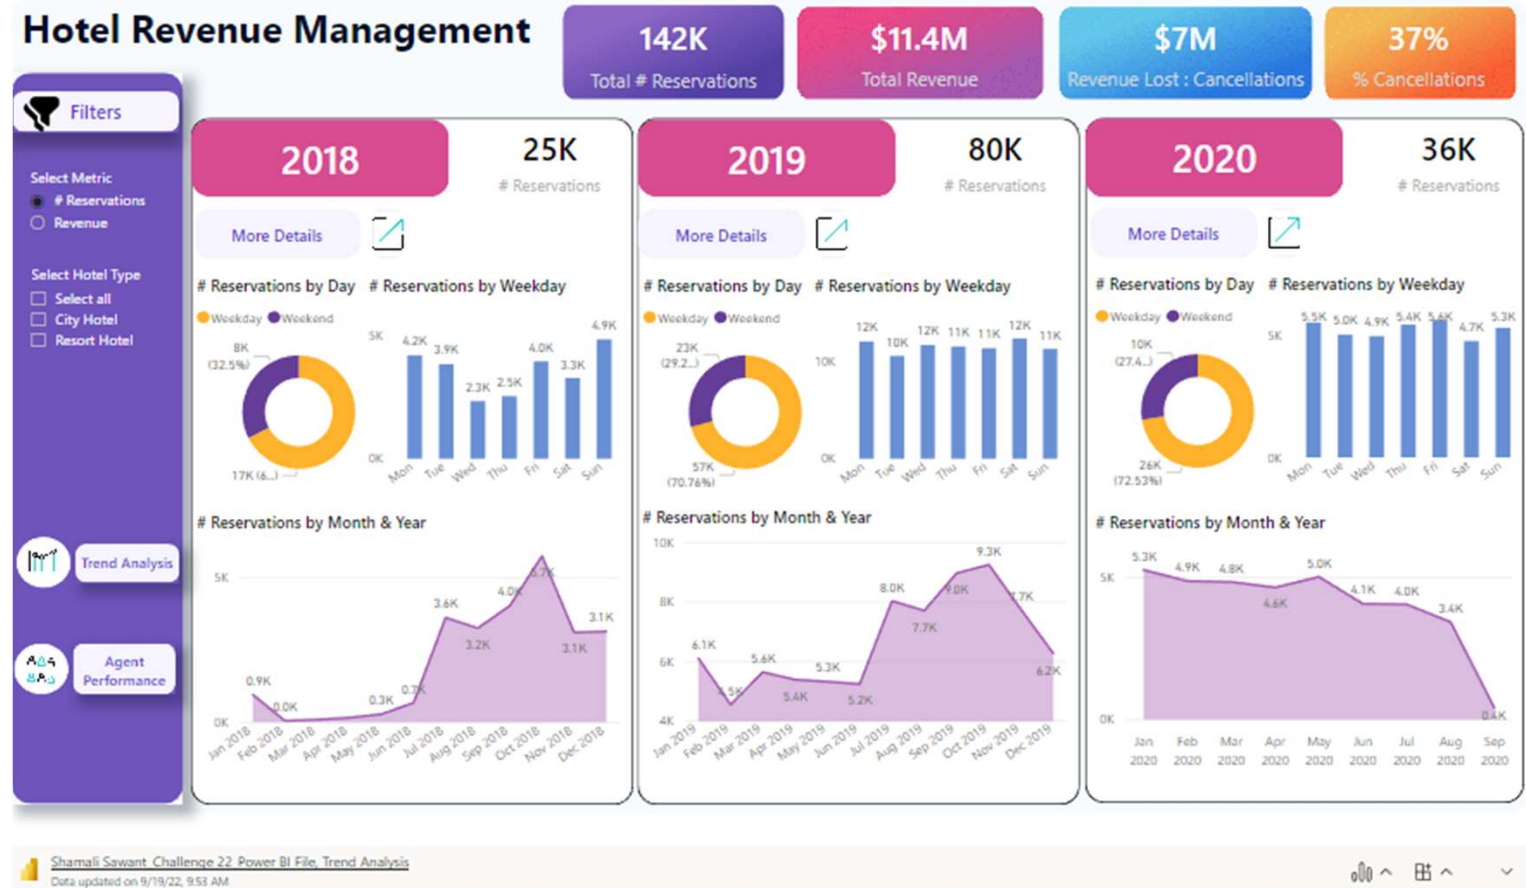 Hotel Revenue Management
142K
Total # Reservations
$11.4M
Total Revenue
$7M
Revenue Lost : Cancellations
37%
% Cancellations
Filters
Select Metric
# Reservations
Revenue
Select Hotel Type
Select all
City Hotel
Resort Hotel
Trend Analysis
Agent
Performance
2018
25K
# Reservations
More Details
# Reservations by Day
Weekday Weekend
8K
(32.5%)
17K (6...)
# Reservations by Weekday
5K
0K
4.2K 3.9K 2.3K 2.5K 4.0K 3.3K 4.9K
Mon Tue Wed Thu Fri Sat Sun
# Reservations by Month & Year
5K
0K
0.9K 0.0K 0.3K 0.7K 3.6K 3.2K 4.0K 5.7K 3.1K 3.1K
Jan 2018 Feb 2018 Mar 2018 Apr 2018 May 2018 Jun 2018 Jul 2018 Aug 2018 Sep 2018 Oct 2018 Nov 2018 Dec 2018
2019
80K
# Reservations
More Details
# Reservations by Day
Weekday Weekend
23K
(29.2...)
57K
(70.76%)
# Reservations by Weekday
10K
0K
12K 10K 12K 11K 11K 12K 11K
Mon Tue Wed Thu Fri Sat Sun
# Reservations by Month & Year
10K
8K
6K
4K
6.1K 4.5K 5.6K 5.4K 5.3K 5.2K 8.0K 7.7K 9.0K 9.3K 7.7K 6.2K
Jan 2019 Feb 2019 Mar 2019 Apr 2019 May 2019 Jun 2019 Jul 2019 Aug 2019 Sep 2019 Oct 2019 Nov 2019 Dec 2019
2020
36K
# Reservations
More Details
# Reservations by Day
Weekday Weekend
10K
(27.4...)
26K
(72.53%)
# Reservations by Weekday
5K
0K
5.5K 5.0K 4.9K 5.4K 5.6K 4.7K 5.3K
Mon Tue Wed Thu Fri Sat Sun
# Reservations by Month & Year
5K
0K
5.3K 4.9K 4.8K 4.6K 5.0K 4.1K 4.0K 3.4K 0.4K
Jan Feb Mar Apr May Jun Jul Aug Sep
2020 2020 2020 2020 2020 2020 2020 2020 2020
Shamali Sawant_Challenge 22_Power BI File, Trend Analysis
Data updated on 9/19/22, 9:53 AM